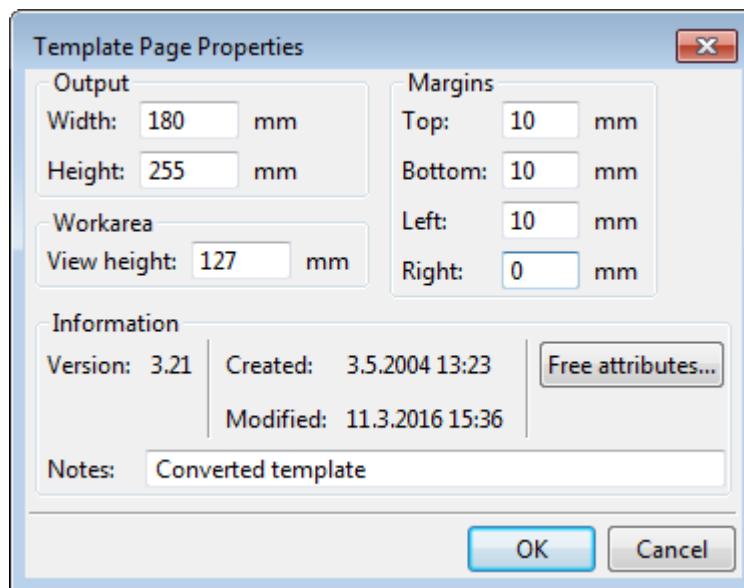 Template Page Properties
Output
Width: 180 mm
Height: 255 mm
Workarea
View height: 127 mm
Margins
Top: 10 mm
Bottom: 10 mm
Left: 10 mm
Right: 0 mm
Information
Version: 3.21
Created: 3.5.2004 13:23
Modified: 11.3.2016 15:36
Free attributes...
Notes: Converted template
OK Cancel